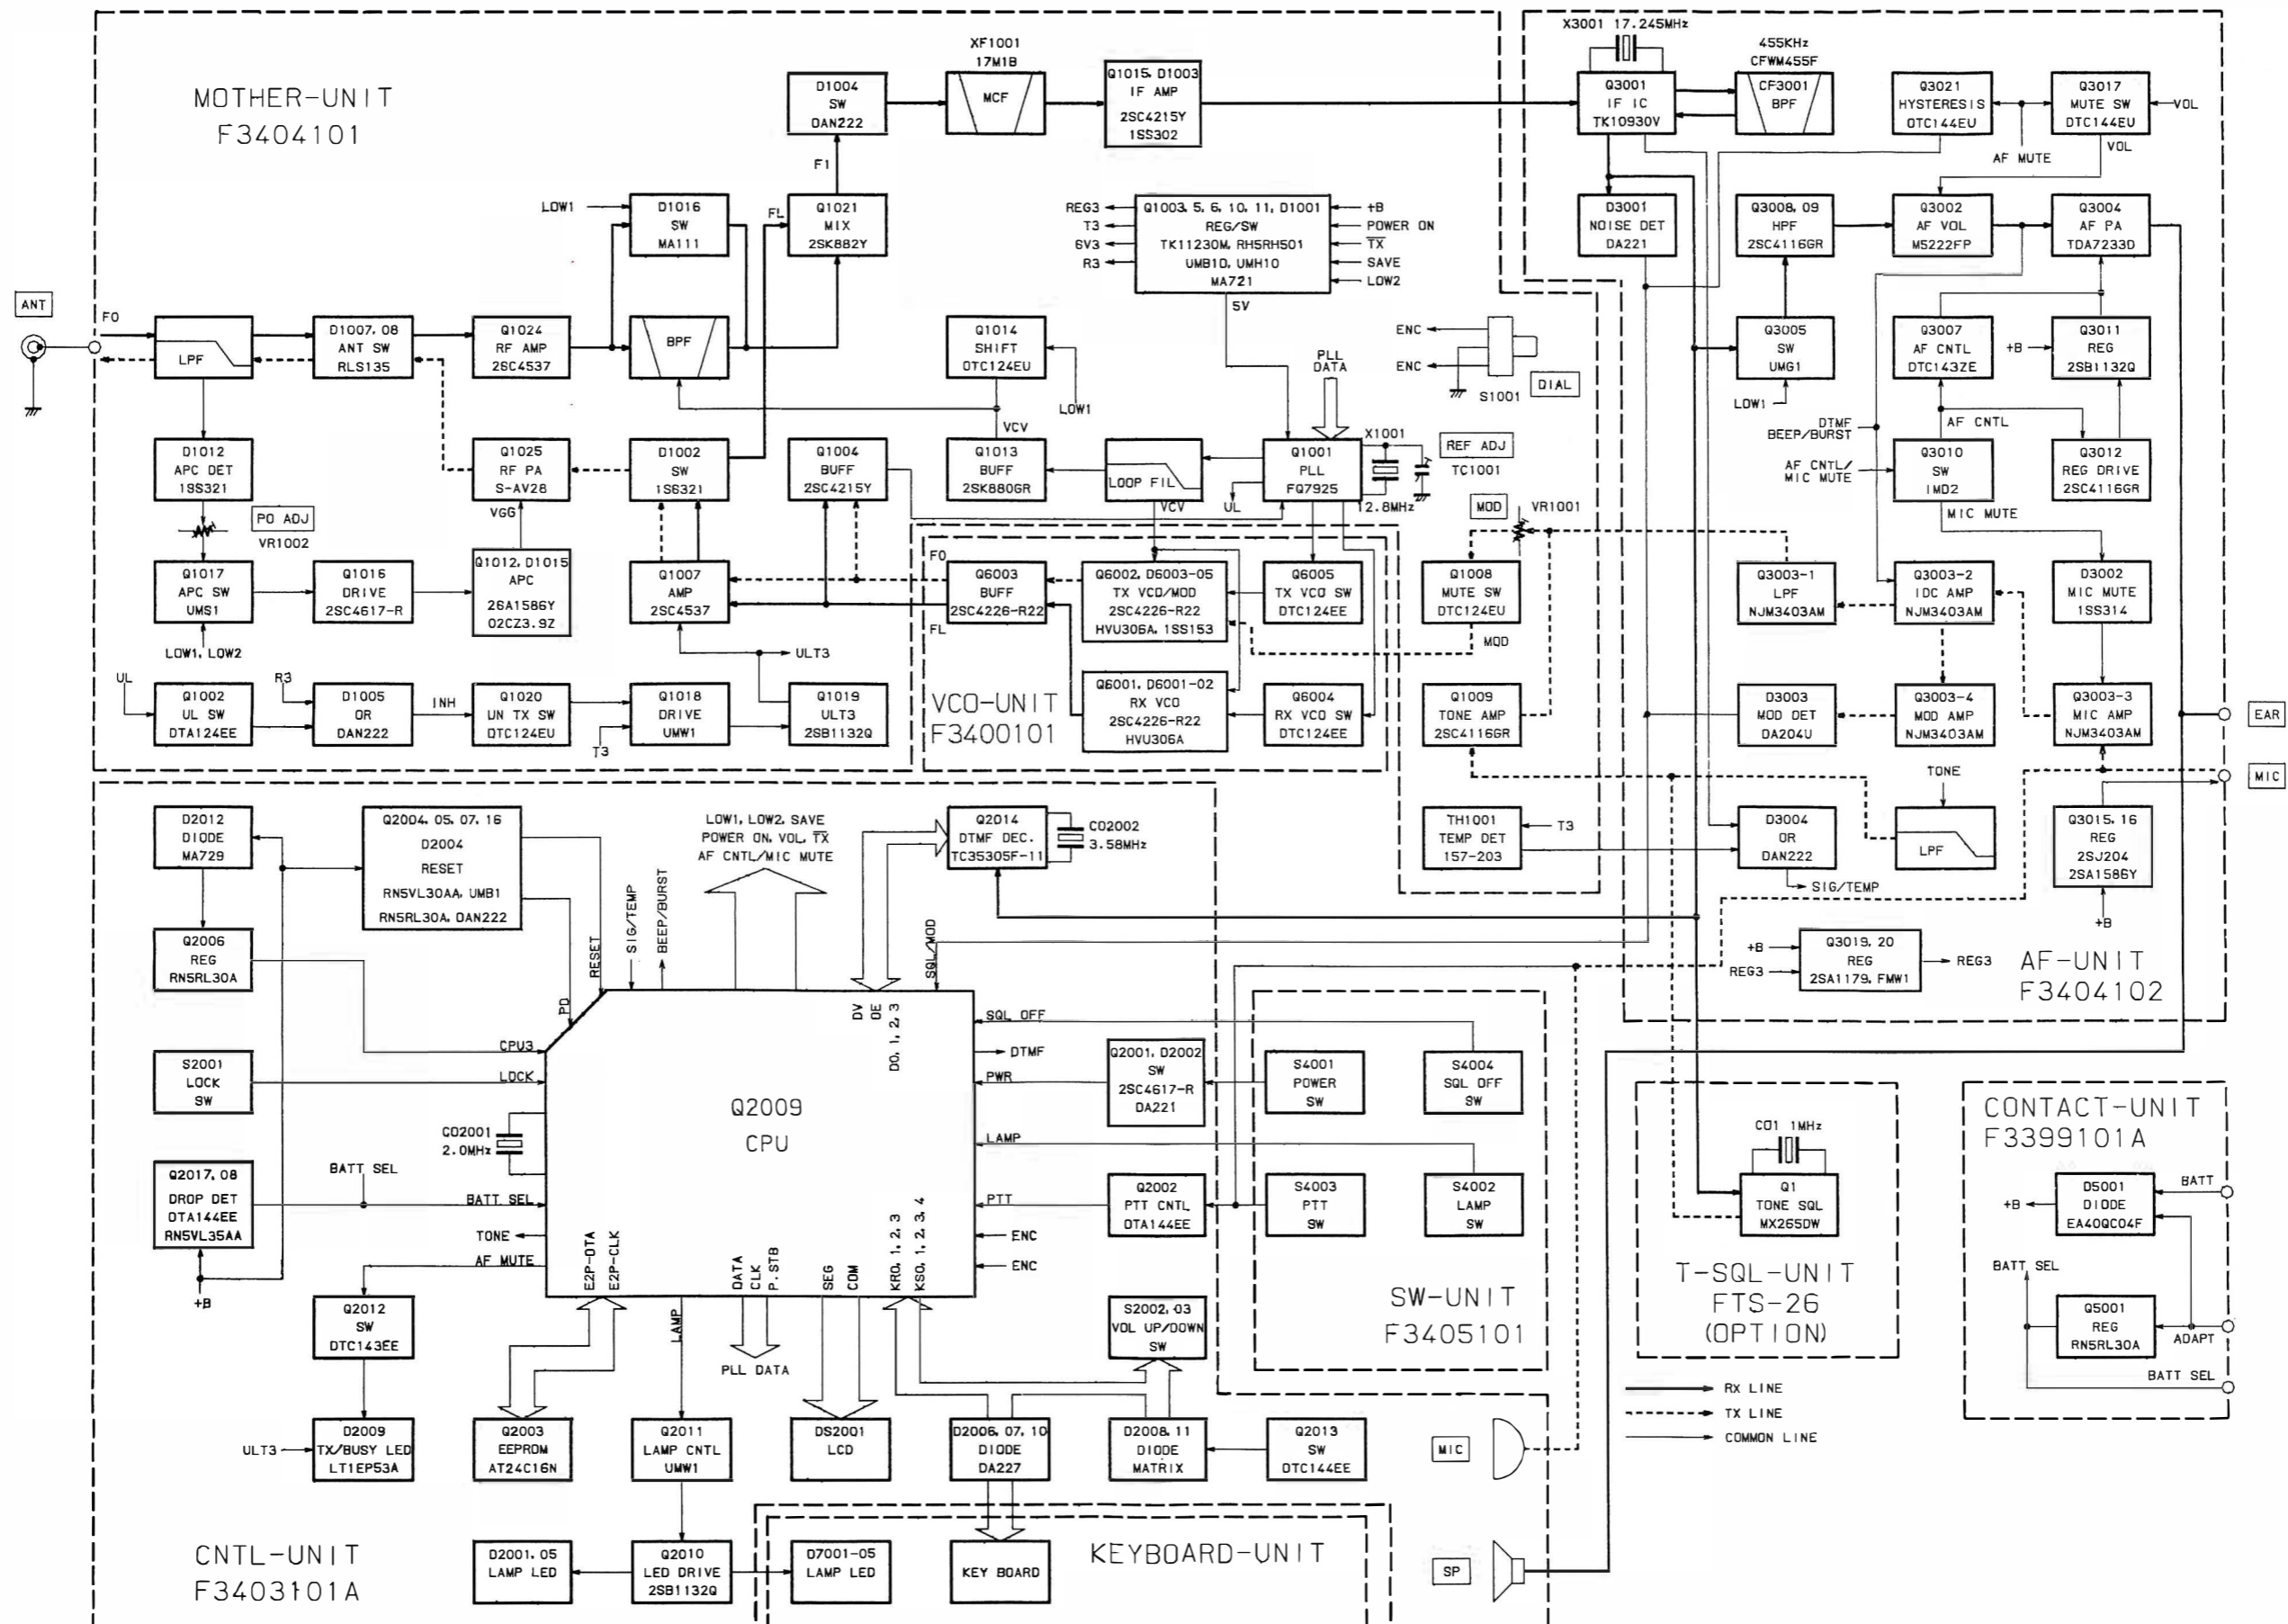 MOTHER-UNIT
F3404101
ANT
F0
LPF
D1007, 08
ANT SW
RLS135
Q1024
RF AMP
2SC4537
LOW1
D1016
SW
MA111
BPF
FL
Q1021
MIX
2SK882Y
F1
D1004
SW
DAN222
XF1001
17M1B
MCF
Q1015, D1003
IF AMP
2SC4215Y
1SS302
REG3
T3
6V3
R3
Q1003, 5, 6, 10, 11, D1001
REG/SW
TK11230M, RH5RH501
UMB10, UMH10
MA721
+B
POWER ON
TX
SAVE
LOW2
5V
Q1014
SHIFT
DTC124EU
LOW1
VCV
PLL
DATA
ENC
ENC
S1001
DIAL
D1012
APC DET
1SS321
PO ADJ
VR1002
Q1025
RF PA
S-AV28
VGG
D1002
SW
1SS321
Q1004
BUFF
2SC4215Y
Q1013
BUFF
2SK880GR
LOOP FIL
VCV
Q1001
PLL
FQ7925
UL
X1001
12.8MHz
REF ADJ
TC1001
MOD
VR1001
Q1017
APC SW
UMS1
LOW1, LOW2
Q1016
DRIVE
2SC4617-R
Q1012, D1015
APC
2SA1586Y
02CZ3.9Z
Q1007
AMP
2SC4537
ULT3
F0
FL
Q6003
BUFF
2SC4226-R22
Q6002, D6003-05
TX VCO/MOD
2SC4226-R22
HVU306A, 1SS153
Q6005
TX VCO SW
DTC124EE
Q1008
MUTE SW
DTC124EU
MOD
UL
Q1002
UL SW
DTA124EE
R3
D1005
OR
DAN222
INH
Q1020
UN TX SW
DTC124EU
T3
Q1018
DRIVE
UMW1
Q1019
ULT3
2SB1132Q
VCO-UNIT
F3400101
Q6001, D6001-02
RX VCO
2SC4226-R22
HVU306A
Q6004
RX VCO SW
DTC124EE
Q1009
TONE AMP
2SC4116GR
TH1001
TEMP DET
157-203
T3
X3001 17.245MHz
Q3001
IF IC
TK10930V
455KHz
CFWM455F
CF3001
BPF
Q3021
HYSTERESIS
DTC144EU
Q3017
MUTE SW
DTC144EU
VOL
AF MUTE
VOL
D3001
NOISE DET
DA221
Q3008, 09
HPF
2SC4116GR
Q3002
AF VOL
M5222FP
Q3004
AF PA
TDA7233D
Q3005
SW
UMG1
LOW1
Q3007
AF CNTL
DTC143ZE
+B
Q3011
REG
2SB1132Q
DTMF
BEEP/BURST
AF CNTL
AF CNTL/
MIC MUTE
Q3010
SW
IMD2
MIC MUTE
Q3012
REG DRIVE
2SC4116GR
Q3003-1
LPF
NJM3403AM
Q3003-2
IDC AMP
NJM3403AM
D3002
MIC MUTE
1SS314
D3003
MOD DET
DA204U
Q3003-4
MOD AMP
NJM3403AM
Q3003-3
MIC AMP
NJM3403AM
EAR
MIC
TONE
D3004
OR
DAN222
SIG/TEMP
LPF
Q3015, 16
REG
2SJ204
2SA1586Y
+B
+B
REG3
Q3019, 20
REG
2SA1179, FMW1
REG3
AF-UNIT
F3404102
D2012
DIODE
MA729
Q2004, 05, 07, 16
D2004
RESET
RN5VL30AA, UMB1
RN5RL30A, DAN222
LOW1, LOW2, SAVE
POWER ON, VOL, TX
AF CNTL/MIC MUTE
Q2014
DTMF DEC.
TC35305F-11
CO2002
3.58MHz
Q2006
REG
RN5RL30A
PD
RESET
SIG/TEMP
BEEP/BURST
SQL/MOD
DV
OE
D0, 1, 2, 3
CPU3
S2001
LOCK
SW
LOCK
CO2001
2.0MHz
Q2009
CPU
SQL OFF
DTMF
PWR
LAMP
PTT
ENC
ENC
Q2001, D2002
SW
2SC4617-R
DA221
S4001
POWER
SW
S4004
SQL OFF
SW
Q2002
PTT CNTL
DTA144EE
S4003
PTT
SW
S4002
LAMP
SW
SW-UNIT
F3405101
CO1 1MHz
Q1
TONE SQL
MX265DW
T-SQL-UNIT
FTS-26
(OPTION)
CONTACT-UNIT
F3399101A
+B
D5001
DIODE
EA40QC04F
BATT
BATT SEL
Q5001
REG
RN5RL30A
ADAPT
BATT SEL
Q2017, 08
DROP DET
DTA144EE
RN5VL35AA
+B
BATT SEL
BATT SEL
TONE
AF MUTE
E2P-DTA
E2P-CLK
DATA
CLK
P.STB
SEG
COM
KR0, 1, 2, 3
KS0, 1, 2, 3, 4
Q2012
SW
DTC143EE
LAMP
PLL DATA
S2002, 03
VOL UP/DOWN
SW
ULT3
D2009
TX/BUSY LED
LT1EP53A
Q2003
EEPROM
AT24C16N
Q2011
LAMP CNTL
UMW1
DS2001
LCD
D2006, 07, 10
DIODE
DA227
D2008, 11
DIODE
MATRIX
Q2013
SW
DTC144EE
MIC
RX LINE
TX LINE
COMMON LINE
CNTL-UNIT
F3403101A
D2001, 05
LAMP LED
Q2010
LED DRIVE
2SB1132Q
D7001-05
LAMP LED
KEY BOARD
KEYBOARD-UNIT
SP